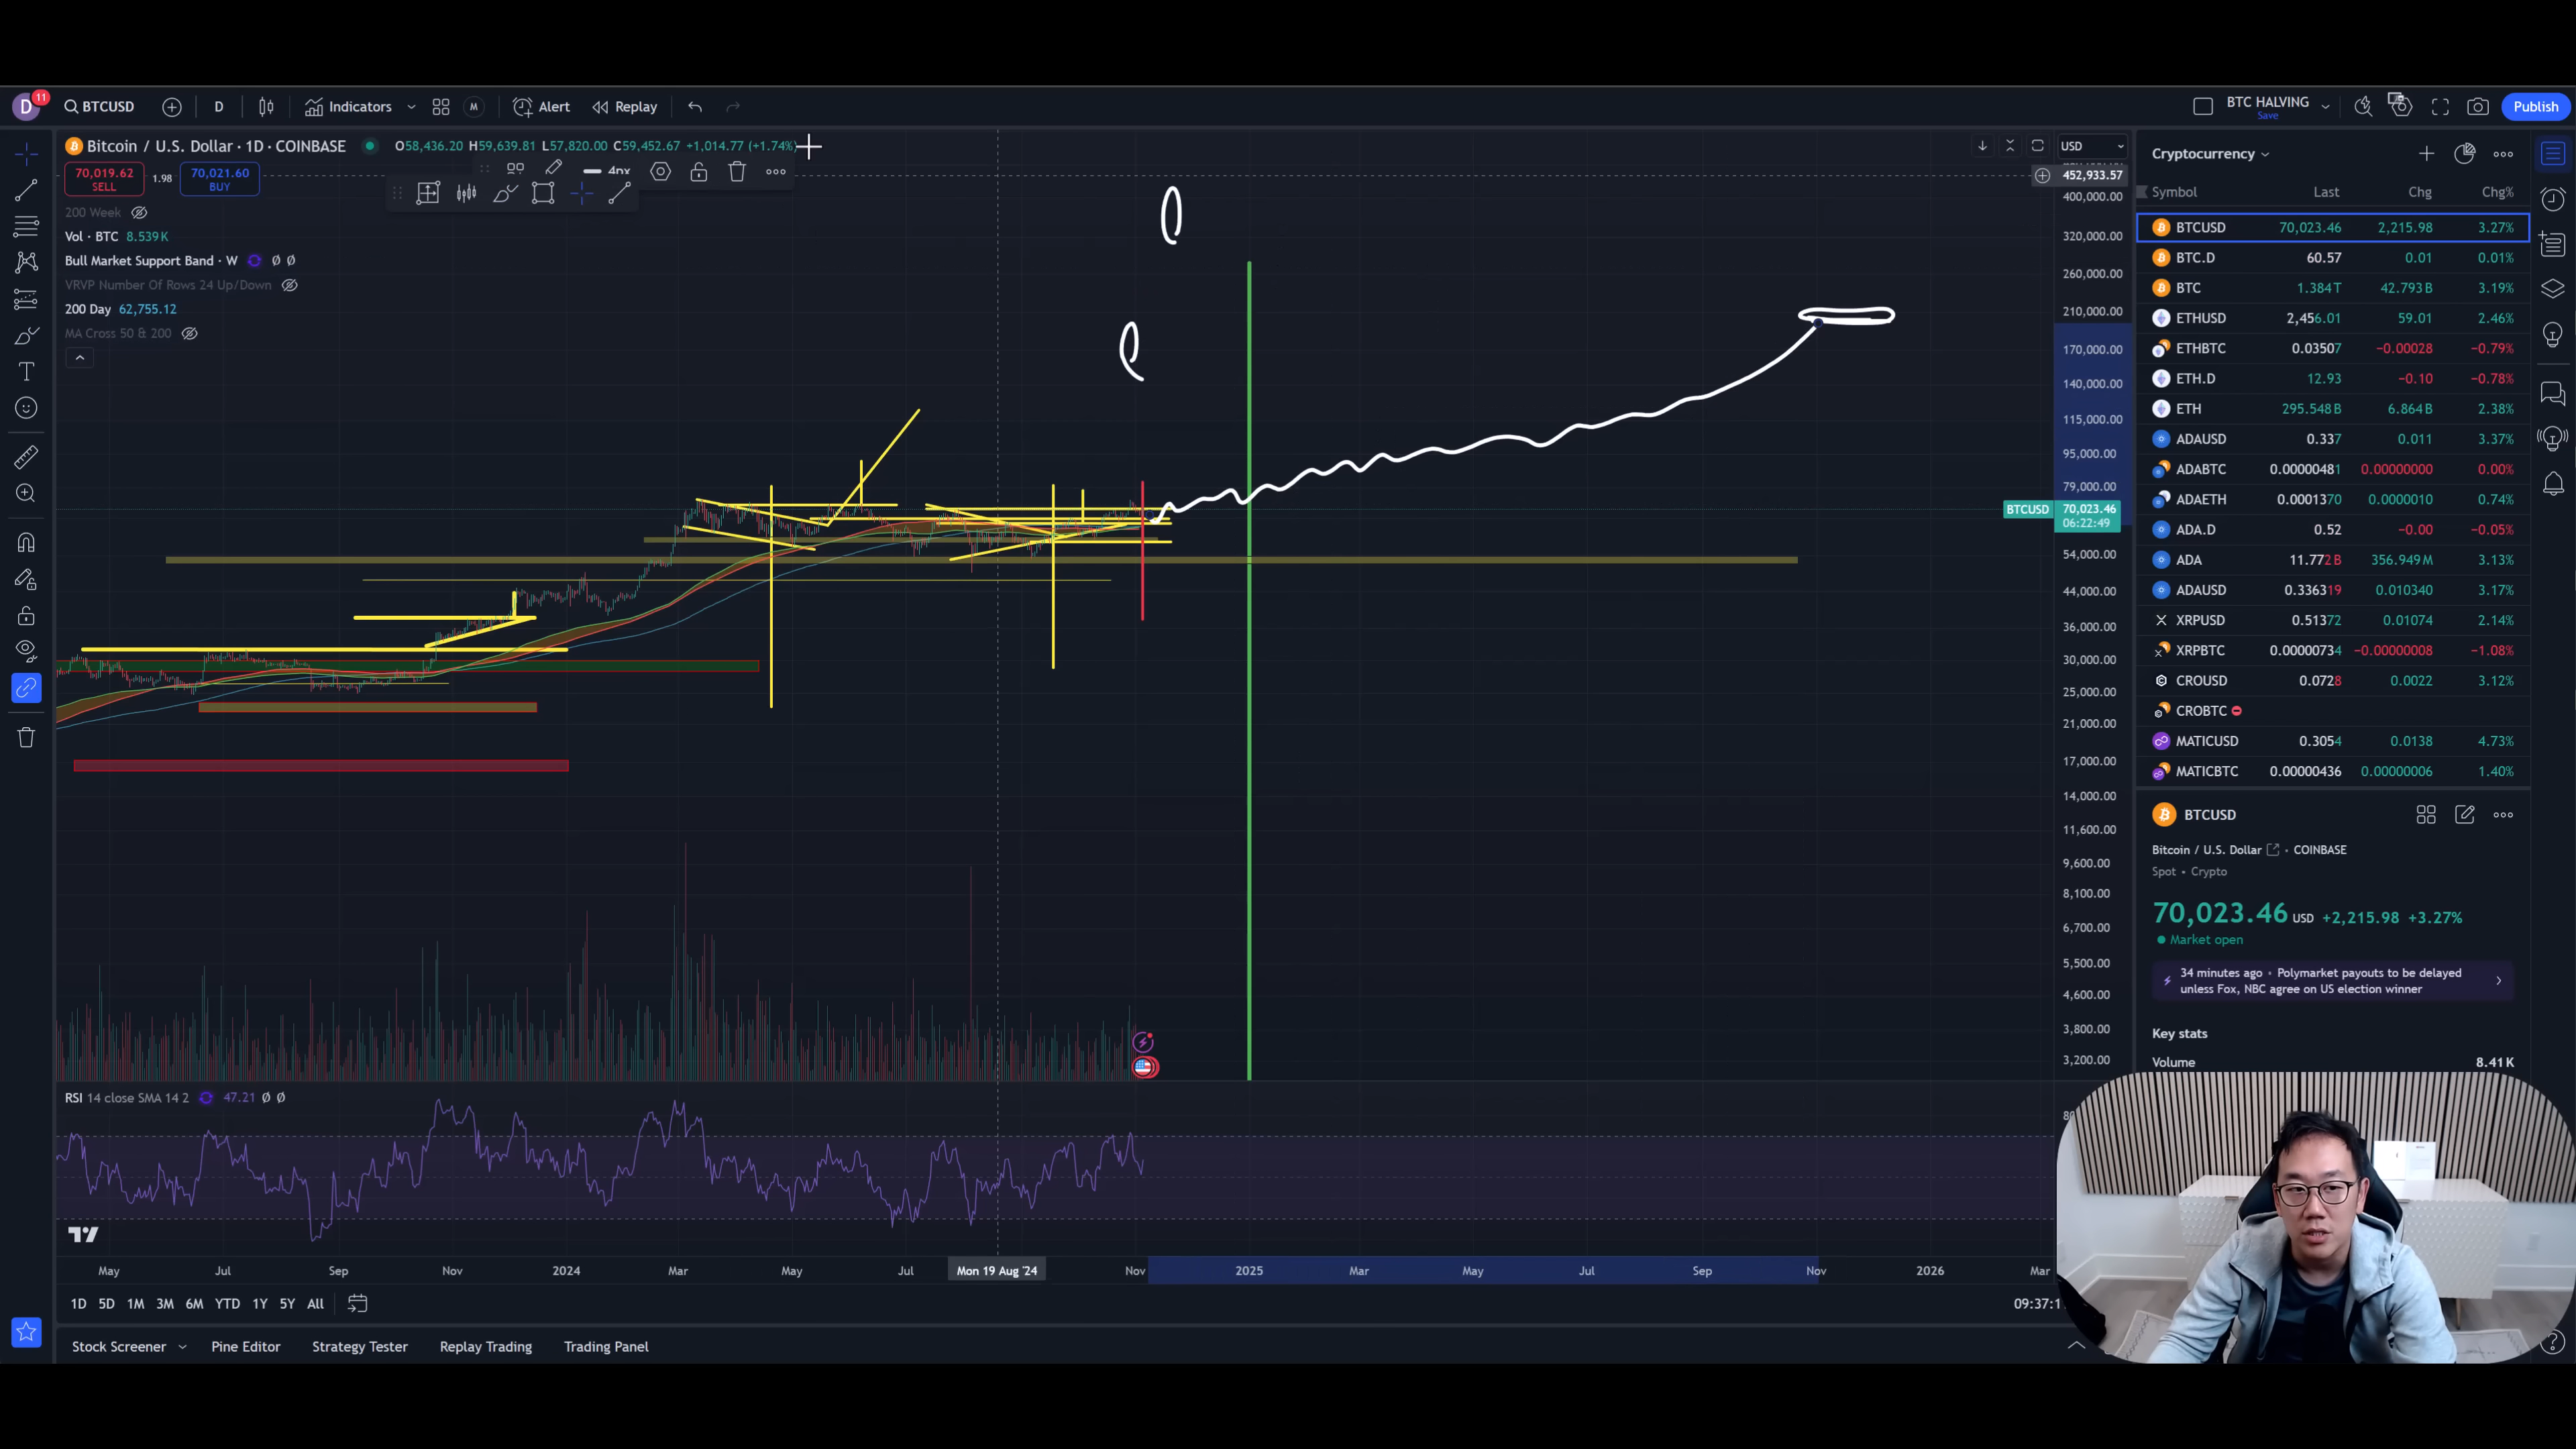 D 11 BTCUSD D Indicators M Alert Replay BTC HALVING Save Publish
Bitcoin / U.S. Dollar · 1D · COINBASE O58,436.20 H59,639.81 L57,820.00 C59,452.67 +1,014.77 (+1.74%)
70,019.62 SELL 1.98 70,021.60 BUY
4px
200 Week
Vol · BTC 8.539K
Bull Market Support Band · W Ø Ø
VRVP Number Of Rows 24 Up/Down
200 Day 62,755.12
MA Cross 50 & 200
USD
452,933.57
400,000.00
320,000.00
260,000.00
210,000.00
170,000.00
140,000.00
115,000.00
95,000.00
79,000.00
BTCUSD 70,023.46
06:22:49
54,000.00
44,000.00
36,000.00
30,000.00
25,000.00
21,000.00
17,000.00
14,000.00
11,600.00
9,600.00
8,100.00
6,700.00
5,500.00
4,600.00
3,800.00
3,200.00
RSI 14 close SMA 14 2 47.21 Ø Ø
May Jul Sep Nov 2024 Mar May Jul Mon 19 Aug '24 Nov 2025 Mar May Jul Sep Nov 2026 Mar
1D 5D 1M 3M 6M YTD 1Y 5Y All
Stock Screener Pine Editor Strategy Tester Replay Trading Trading Panel
Cryptocurrency
Symbol Last Chg Chg%
BTCUSD 70,023.46 2,215.98 3.27%
BTC.D 60.57 0.01 0.01%
BTC 1.384T 42.793B 3.19%
ETHUSD 2,456.01 59.01 2.46%
ETHBTC 0.03507 −0.00028 −0.79%
ETH.D 12.93 −0.10 −0.78%
ETH 295.548B 6.864B 2.38%
ADAUSD 0.337 0.011 3.37%
ADABTC 0.00000481 0.00000000 0.00%
ADAETH 0.0001370 0.0000010 0.74%
ADA.D 0.52 −0.00 −0.05%
ADA 11.772B 356.949M 3.13%
ADAUSD 0.336319 0.010340 3.17%
XRPUSD 0.51372 0.01074 2.14%
XRPBTC 0.00000734 −0.00000008 −1.08%
CROUSD 0.0728 0.0022 3.12%
CROBTC
MATICUSD 0.3054 0.0138 4.73%
MATICBTC 0.00000436 0.00000006 1.40%
BTCUSD
Bitcoin / U.S. Dollar · COINBASE
Spot · Crypto
70,023.46 USD +2,215.98 +3.27%
Market open
34 minutes ago · Polymarket payouts to be delayed
unless Fox, NBC agree on US election winner
Key stats
Volume 8.41K